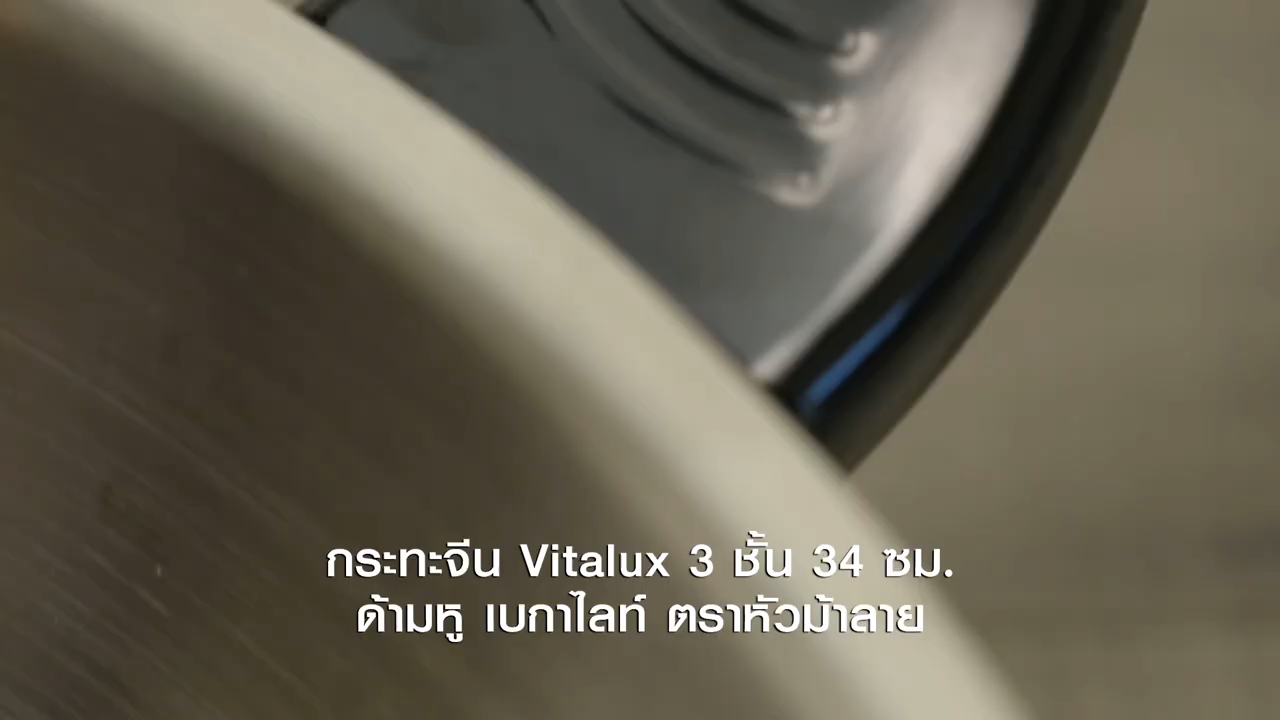 กระทะจีน Vitalux 3 ชั้น 34 ซม.
ด้ามหู เบกาไลท์ ตราหัวม้าลาย